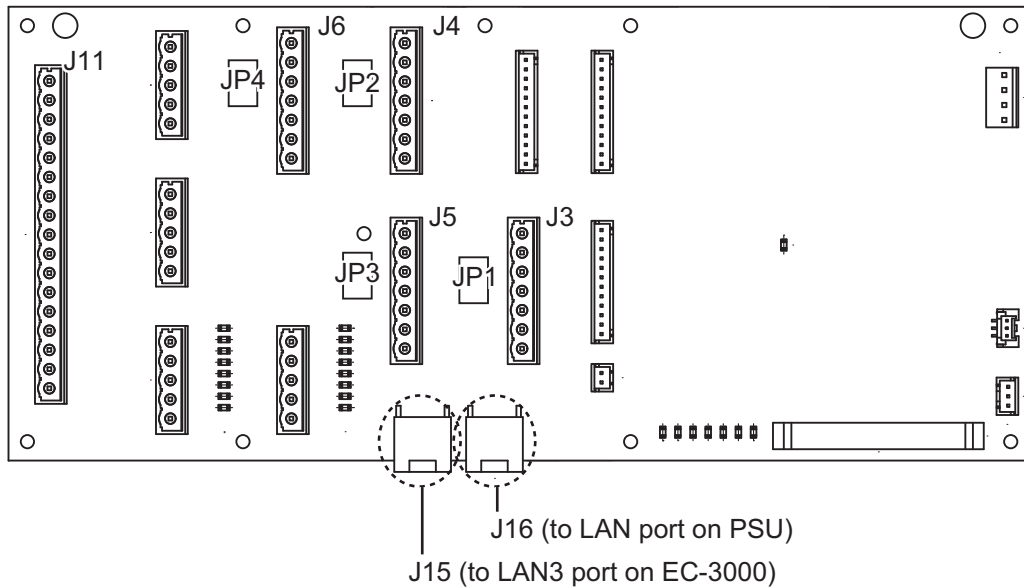 J6
J4
J11
JP4
JP2
J5
J3
JP3
JP1
J16 (to LAN port on PSU)
J15 (to LAN3 port on EC-3000)